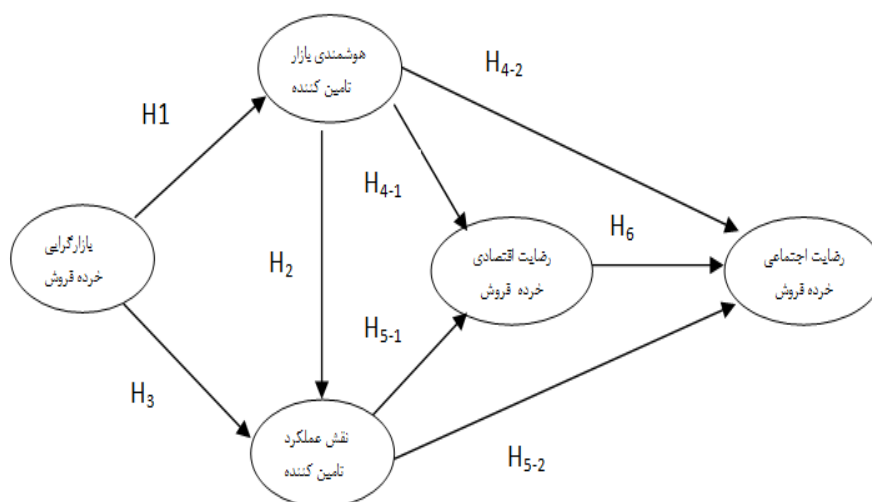 هوشمندی بازار
تامین کننده
H4-2
H1
H4-1
بازارگرایی
خرده فروش
H2
رضایت اقتصادی
خرده فروش
H6
رضایت اجتماعی
خرده فروش
H5-1
H3
نقش عملکرد
تامین کننده
H5-2